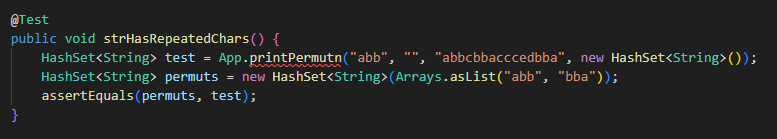 @Test
public void strHasRepeatedChars() {
HashSet<String> test = App.printPermutn("abb", "", "abbcbbacccedbba", new HashSet<String>());
HashSet<String> permuts = new HashSet<String>(Arrays.asList("abb", "bba"));
assertEquals(permuts, test);
}